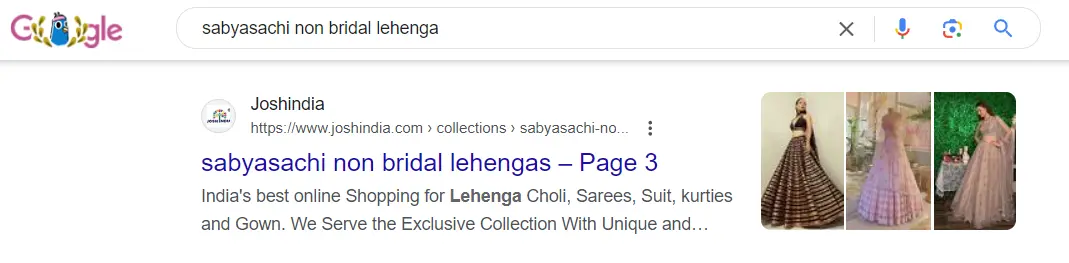 Google
sabyasachi non bridal lehenga
Joshindia
https://www.joshindia.com › collections › sabyasachi-no...
sabyasachi non bridal lehengas – Page 3
India's best online Shopping for Lehenga Choli, Sarees, Suit, kurties
and Gown. We Serve the Exclusive Collection With Unique and…